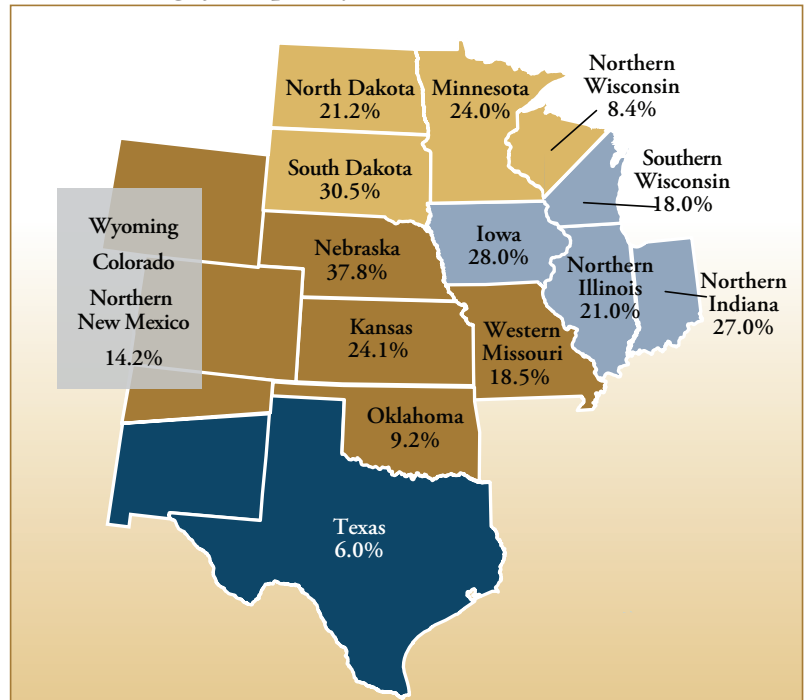 North Dakota
21.2%
Minnesota
24.0%
Northern
Wisconsin
8.4%
South Dakota
30.5%
Southern
Wisconsin
18.0%
Wyoming
Colorado
Northern
New Mexico
14.2%
Nebraska
37.8%
Iowa
28.0%
Northern
Illinois
21.0%
Northern
Indiana
27.0%
Kansas
24.1%
Western
Missouri
18.5%
Oklahoma
9.2%
Texas
6.0%